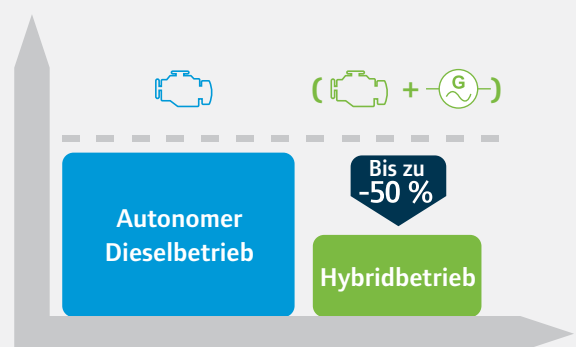 ( + G )
Bis zu
-50 %
Autonomer
Dieselbetrieb
Hybridbetrieb